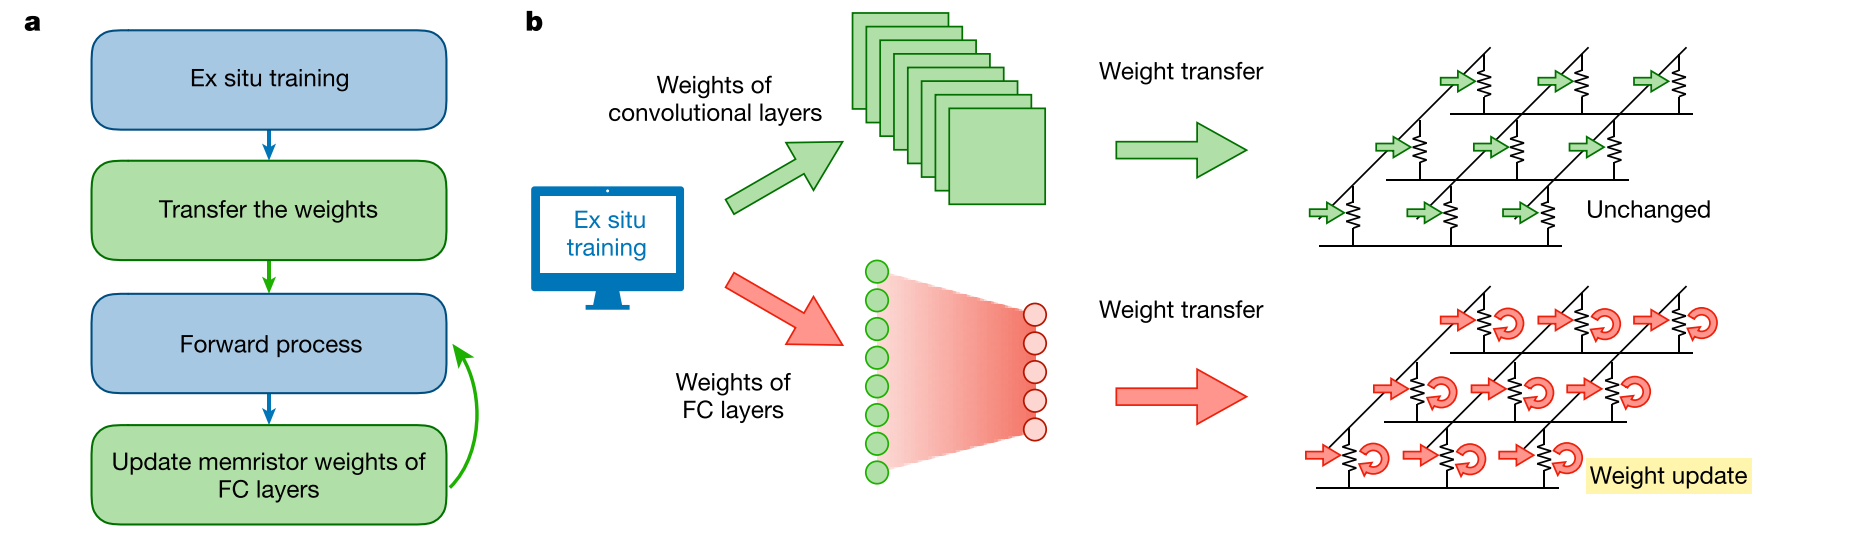 a
Ex situ training
Transfer the weights
Forward process
Update memristor weights of
FC layers
b
Ex situ
training
Weights of
convolutional layers
Weight transfer
Unchanged
Weights of
FC layers
Weight transfer
Weight update